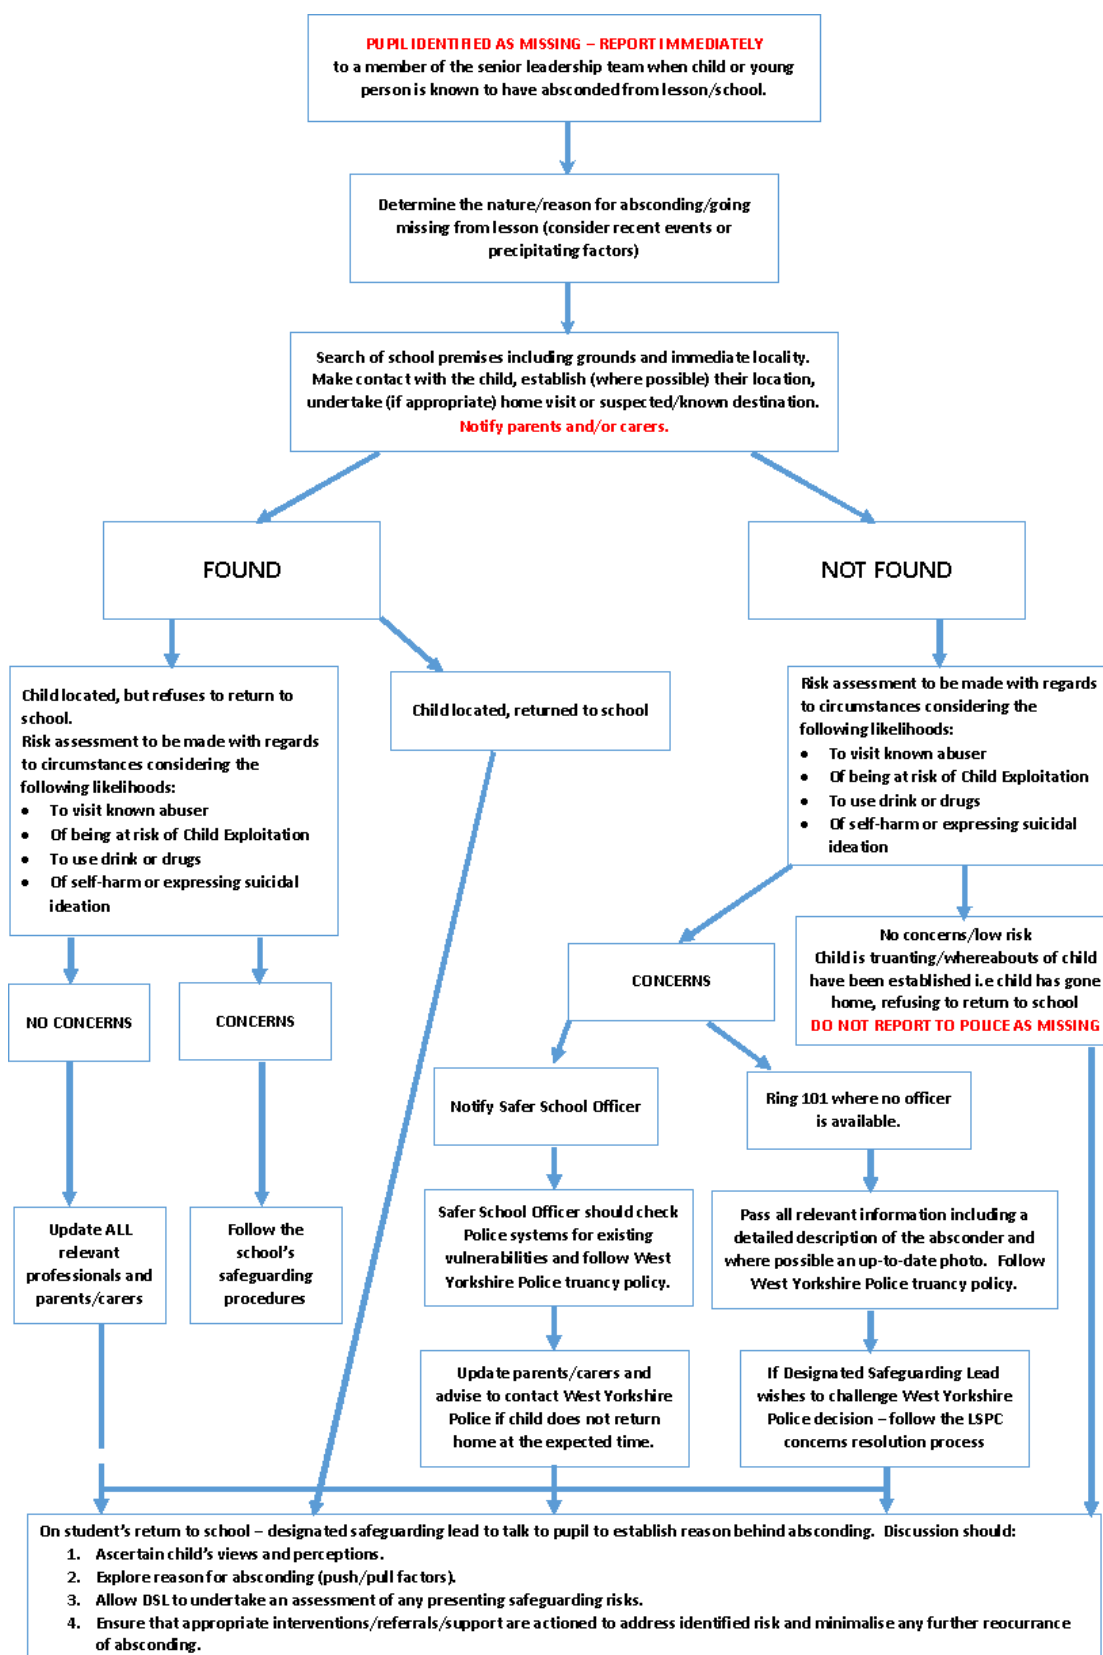 PUPIL IDENTIFIED AS MISSING – REPORT IMMEDIATELY
to a member of the senior leadership team when child or young
person is known to have absconded from lesson/school.
Determine the nature/reason for absconding/going
missing from lesson (consider recent events or
precipitating factors)
Search of school premises including grounds and immediate locality.
Make contact with the child, establish (where possible) their location,
undertake (if appropriate) home visit or suspected/known destination.
Notify parents and/or carers.
FOUND
NOT FOUND
Child located, but refuses to return to
school.
Risk assessment to be made with regards
to circumstances considering the
following likelihoods:
• To visit known abuser
• Of being at risk of Child Exploitation
• To use drink or drugs
• Of self-harm or expressing suicidal
ideation
Child located, returned to school
Risk assessment to be made with regards
to circumstances considering the
following likelihoods:
• To visit known abuser
• Of being at risk of Child Exploitation
• To use drink or drugs
• Of self-harm or expressing suicidal
ideation
NO CONCERNS
CONCERNS
CONCERNS
No concerns/low risk
Child is truanting/whereabouts of child
have been established i.e child has gone
home, refusing to return to school
DO NOT REPORT TO POLICE AS MISSING
Notify Safer School Officer
Ring 101 where no officer
is available.
Update ALL
relevant
professionals and
parents/carers
Follow the
school's
safeguarding
procedures
Safer School Officer should check
Police systems for existing
vulnerabilities and follow West
Yorkshire Police truancy policy.
Pass all relevant information including a
detailed description of the absconder and
where possible an up-to-date photo. Follow
West Yorkshire Police truancy policy.
Update parents/carers and
advise to contact West Yorkshire
Police if child does not return
home at the expected time.
If Designated Safeguarding Lead
wishes to challenge West Yorkshire
Police decision – follow the LSPC
concerns resolution process
On student's return to school – designated safeguarding lead to talk to pupil to establish reason behind absconding. Discussion should:
1. Ascertain child's views and perceptions.
2. Explore reason for absconding (push/pull factors).
3. Allow DSL to undertake an assessment of any presenting safeguarding risks.
4. Ensure that appropriate interventions/referrals/support are actioned to address identified risk and minimalise any further reocurrance
of absconding.